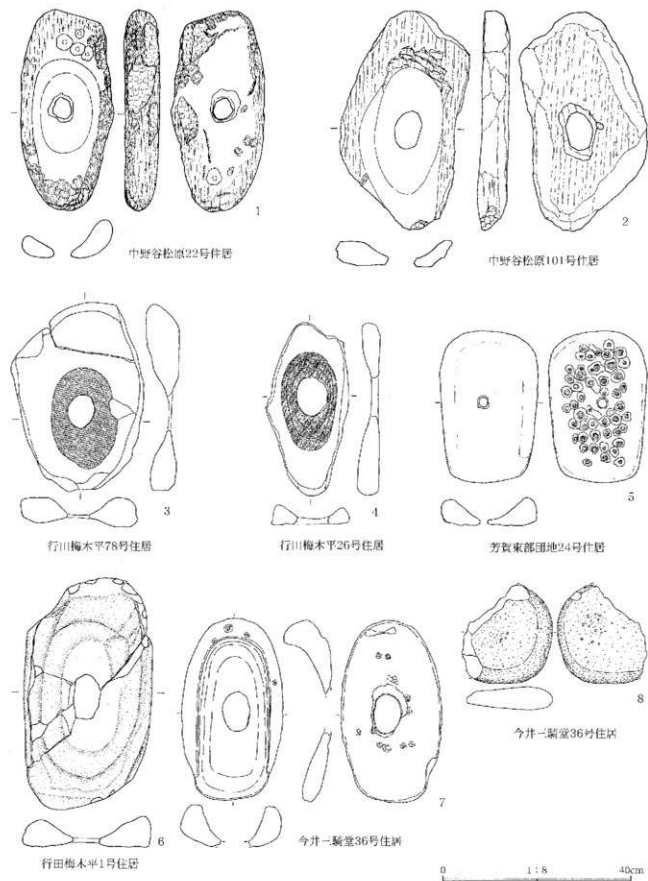 1
中野谷松原22号住居
2
中野谷松原101号住居
3
行田梅木平78号住居
4
行田梅木平26号住居
5
芳賀東部団地24号住居
6
行田梅木平1号住居
7
今井三騎堂36号住居
8
今井三騎堂36号住居
0 1:8 40cm